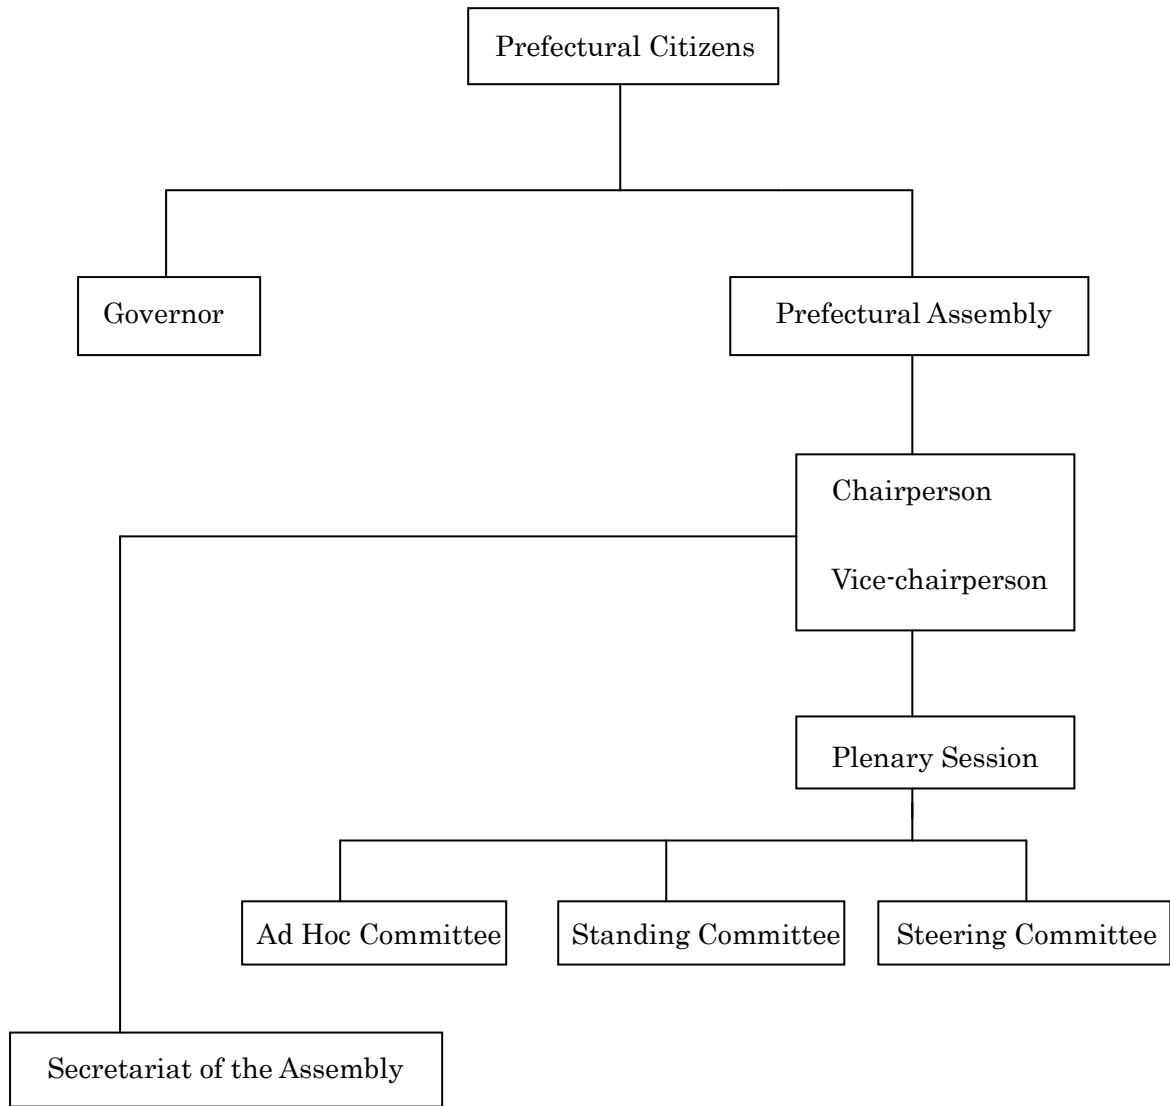 Prefectural Citizens
Governor
Prefectural Assembly
Chairperson
Vice-chairperson
Plenary Session
Ad Hoc Committee
Standing Committee
Steering Committee
Secretariat of the Assembly